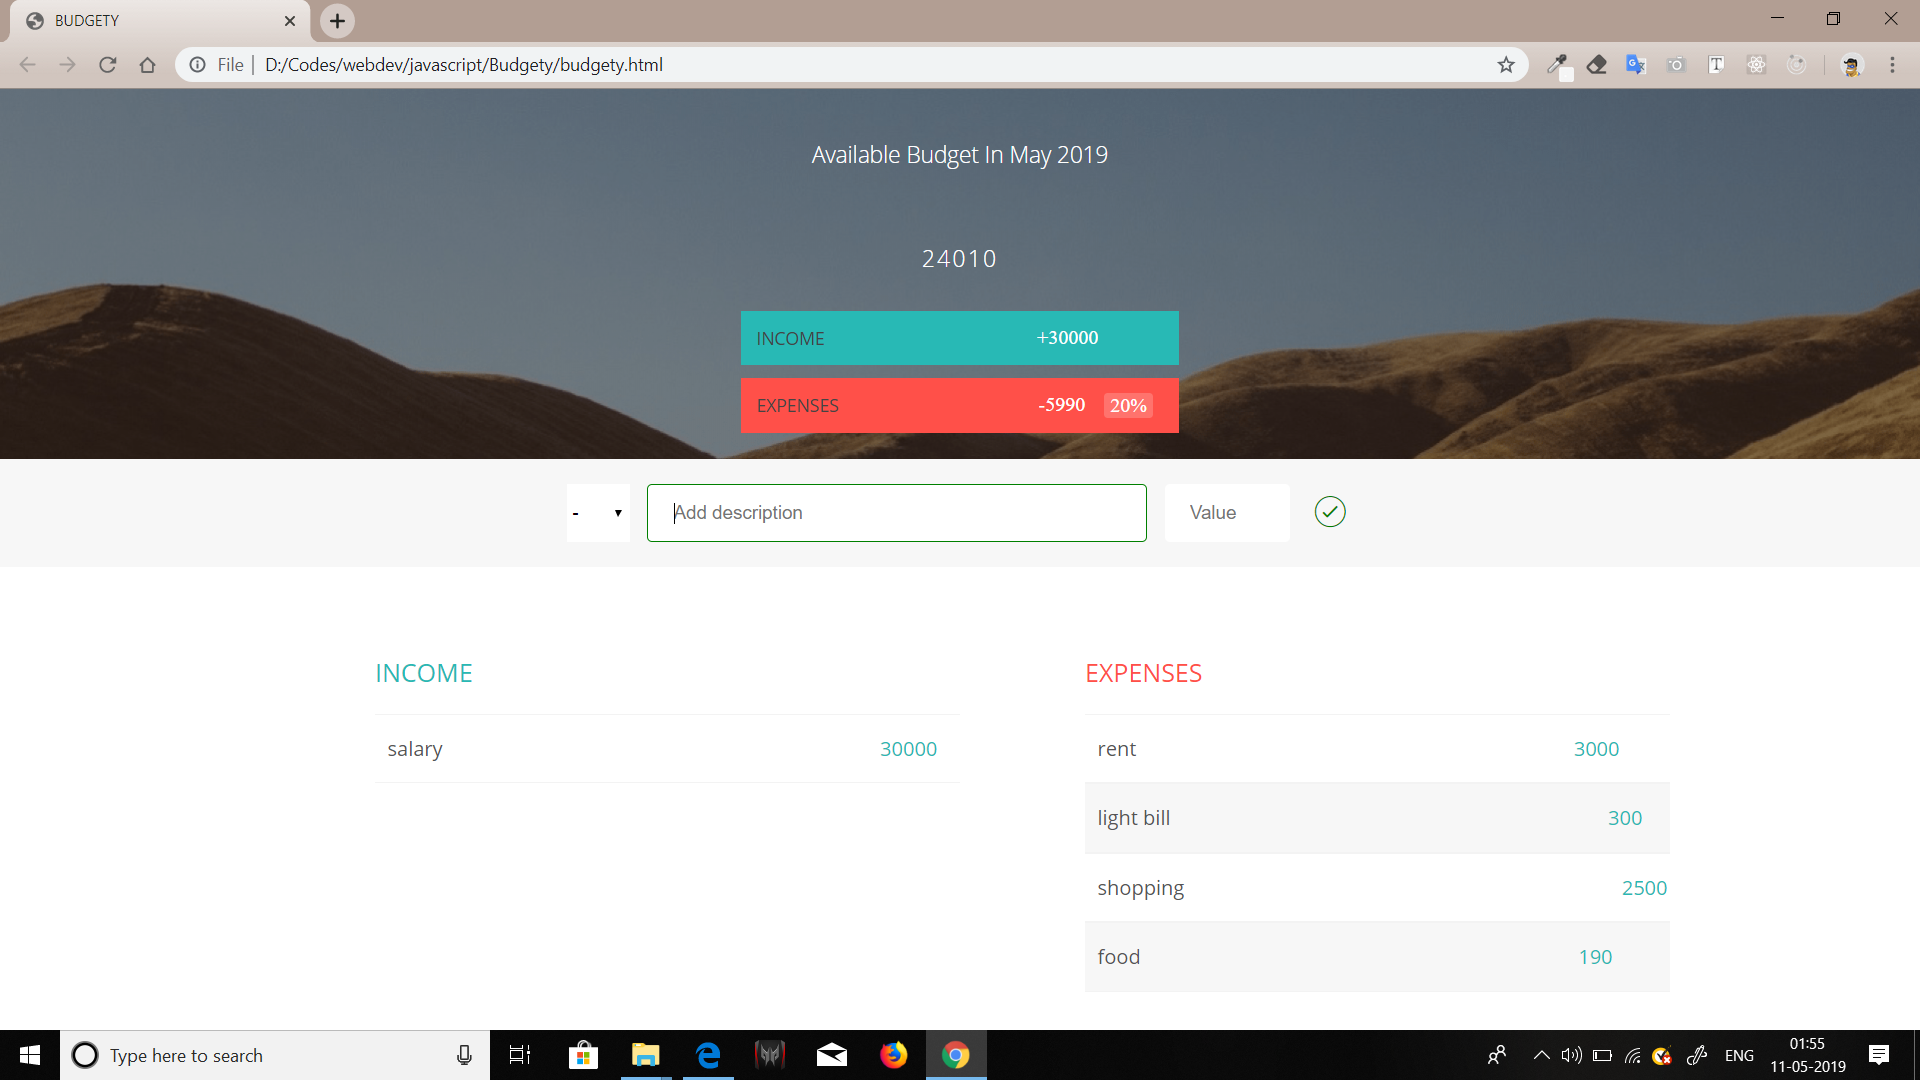 BUDGETY
File D:/Codes/webdev/javascript/Budgety/budgety.html
Available Budget In May 2019
24010
INCOME +30000
EXPENSES -5990 20%
- Add description Value
INCOME
salary 30000
EXPENSES
rent 3000
light bill 300
shopping 2500
food 190
Type here to search
ENG
01:55
11-05-2019